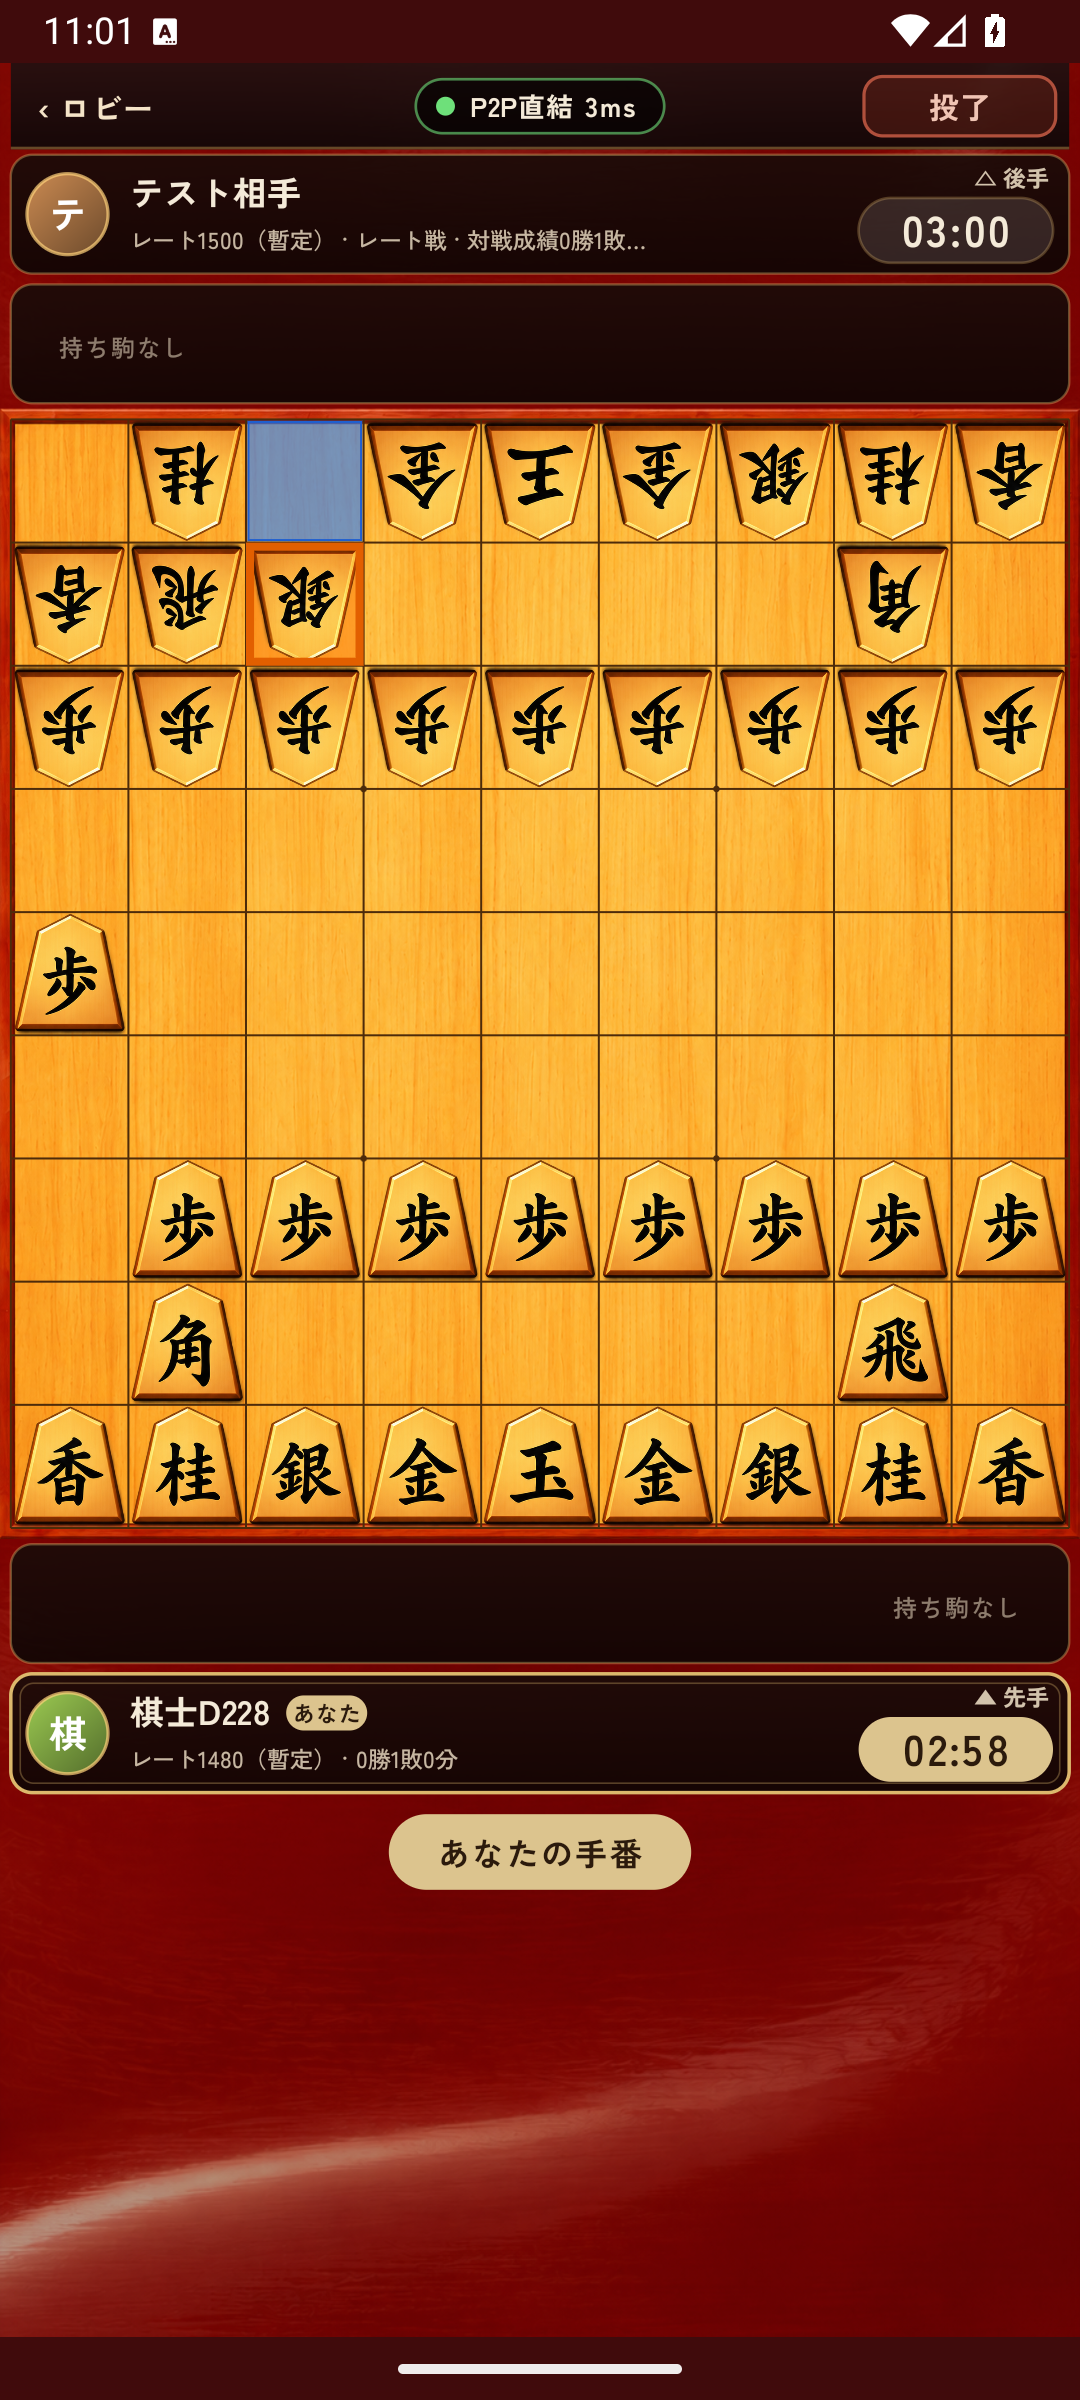 11:01 A
‹ ロビー
P2P直結 3ms
投了
テ
テスト相手
レート1500（暫定）· レート戦 · 対戦成績0勝1敗…
△ 後手
03:00
持ち駒なし
桂 金 王 金 銀 桂 香
香 飛 銀 角
歩 歩 歩 歩 歩 歩 歩 歩 歩
歩
歩 歩 歩 歩 歩 歩 歩 歩
角 飛
香 桂 銀 金 玉 金 銀 桂 香
持ち駒なし
棋
棋士D228 あなた
レート1480（暫定）· 0勝1敗0分
▲ 先手
02:58
あなたの手番